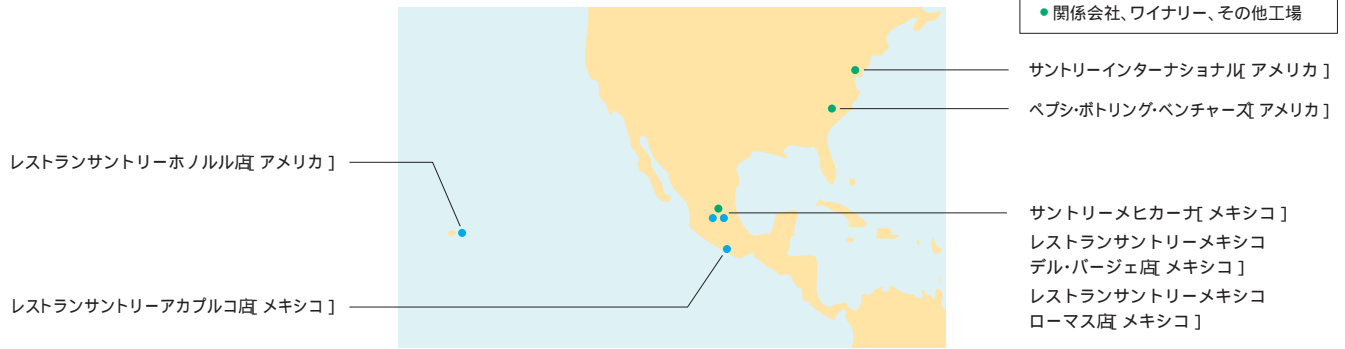 ●関係会社、ワイナリー、その他工場
サントリーインターナショナル[ アメリカ ]
ペプシ・ボトリング・ベンチャーズ[ アメリカ ]
レストランサントリーホノルル店[ アメリカ ]
サントリーメヒカーナ[ メキシコ ]
レストランサントリーメキシコ
デル・バージェ店[ メキシコ ]
レストランサントリーメキシコ
ローマス店[ メキシコ ]
レストランサントリーアカプルコ店[ メキシコ ]